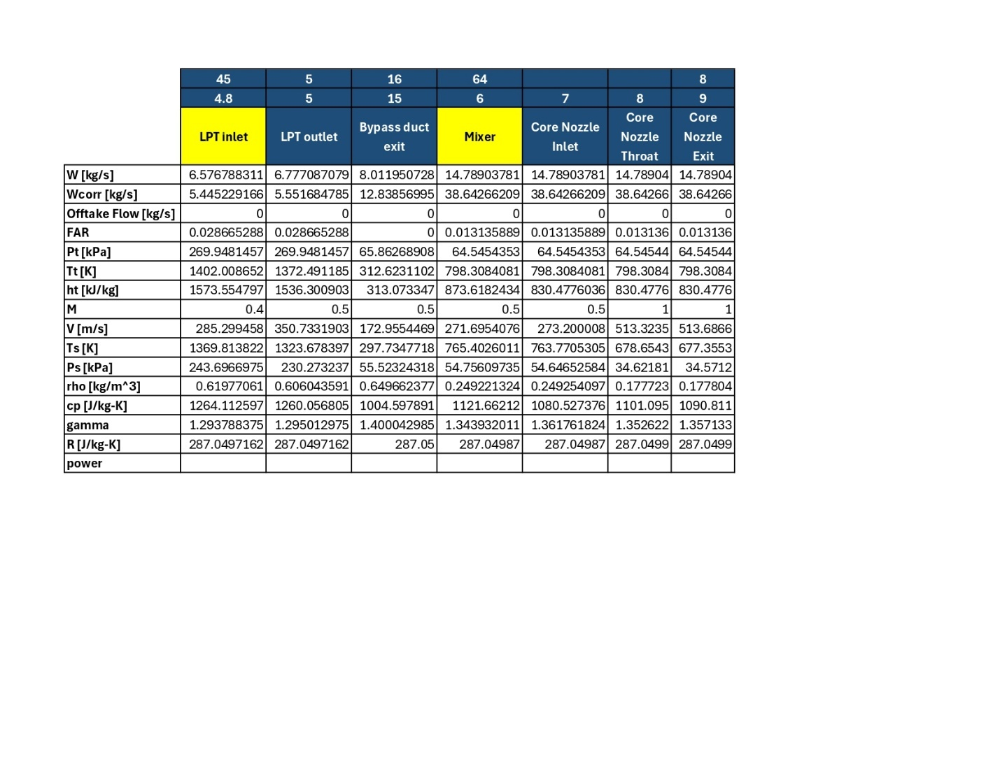 45 5 16 64 8
4.8 5 15 6 7 8 9
LPT inlet LPT outlet Bypass duct exit Mixer Core Nozzle Inlet Core Nozzle Throat Core Nozzle Exit
W [kg/s] 6.576788311 6.777087079 8.011950728 14.78903781 14.78903781 14.78904 14.78904
Wcorr [kg/s] 5.445229166 5.551684785 12.83856995 38.64266209 38.64266209 38.64266 38.64266
Offtake Flow [kg/s] 0 0 0 0 0 0 0
FAR 0.028665288 0.028665288 0 0.013135889 0.013135889 0.013136 0.013136
Pt [kPa] 269.9481457 269.9481457 65.86268908 64.5454353 64.5454353 64.54544 64.54544
Tt [K] 1402.008652 1372.491185 312.6231102 798.3084081 798.3084081 798.3084 798.3084
ht [kJ/kg] 1573.554797 1536.300903 313.073347 873.6182434 830.4776036 830.4776 830.4776
M 0.4 0.5 0.5 0.5 0.5 1 1
V [m/s] 285.299458 350.7331903 172.9554469 271.6954076 273.200008 513.3235 513.6866
Ts [K] 1369.813822 1323.678397 297.7347718 765.4026011 763.7705305 678.6543 677.3553
Ps [kPa] 243.6966975 230.273237 55.52324318 54.75609735 54.64652584 34.62181 34.5712
rho [kg/m^3] 0.61977061 0.606043591 0.649662377 0.249221324 0.249254097 0.177723 0.177804
cp [J/kg-K] 1264.112597 1260.056805 1004.597891 1121.66212 1080.527376 1101.095 1090.811
gamma 1.293788375 1.295012975 1.400042985 1.343932011 1.361761824 1.352622 1.357133
R [J/kg-K] 287.0497162 287.0497162 287.05 287.04987 287.04987 287.0499 287.0499
power